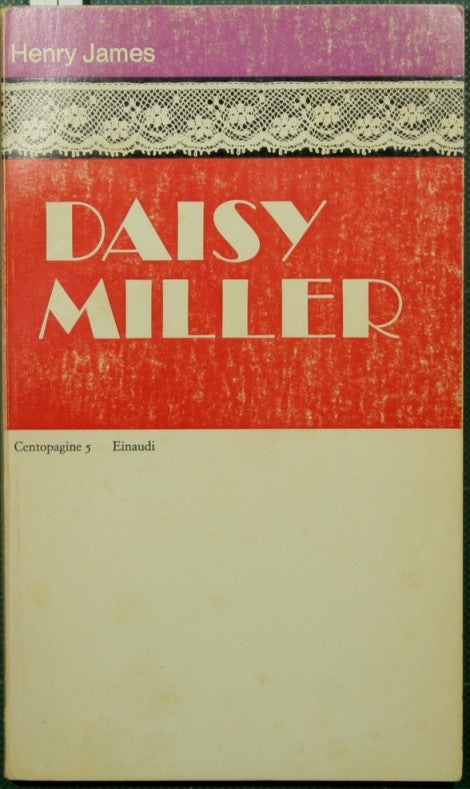 Henry James
DAISY
MILLER
Centopagine 5 Einaudi